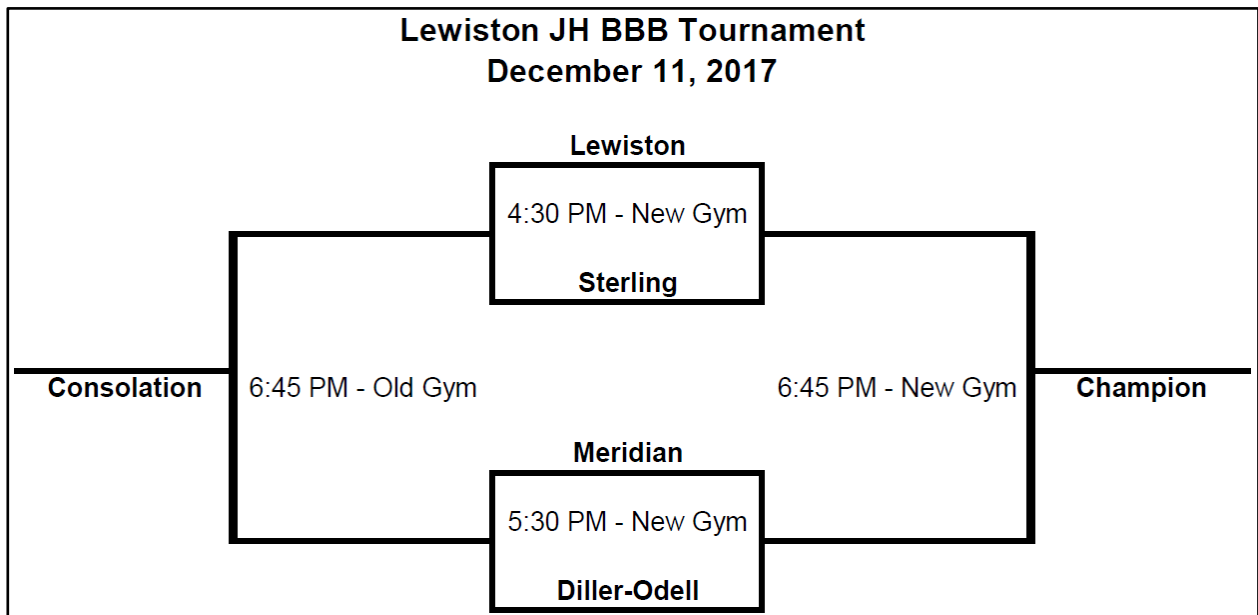 Lewiston JH BBB Tournament
December 11, 2017
Lewiston
4:30 PM - New Gym
Sterling
Consolation
6:45 PM - Old Gym
6:45 PM - New Gym
Champion
Meridian
5:30 PM - New Gym
Diller-Odell